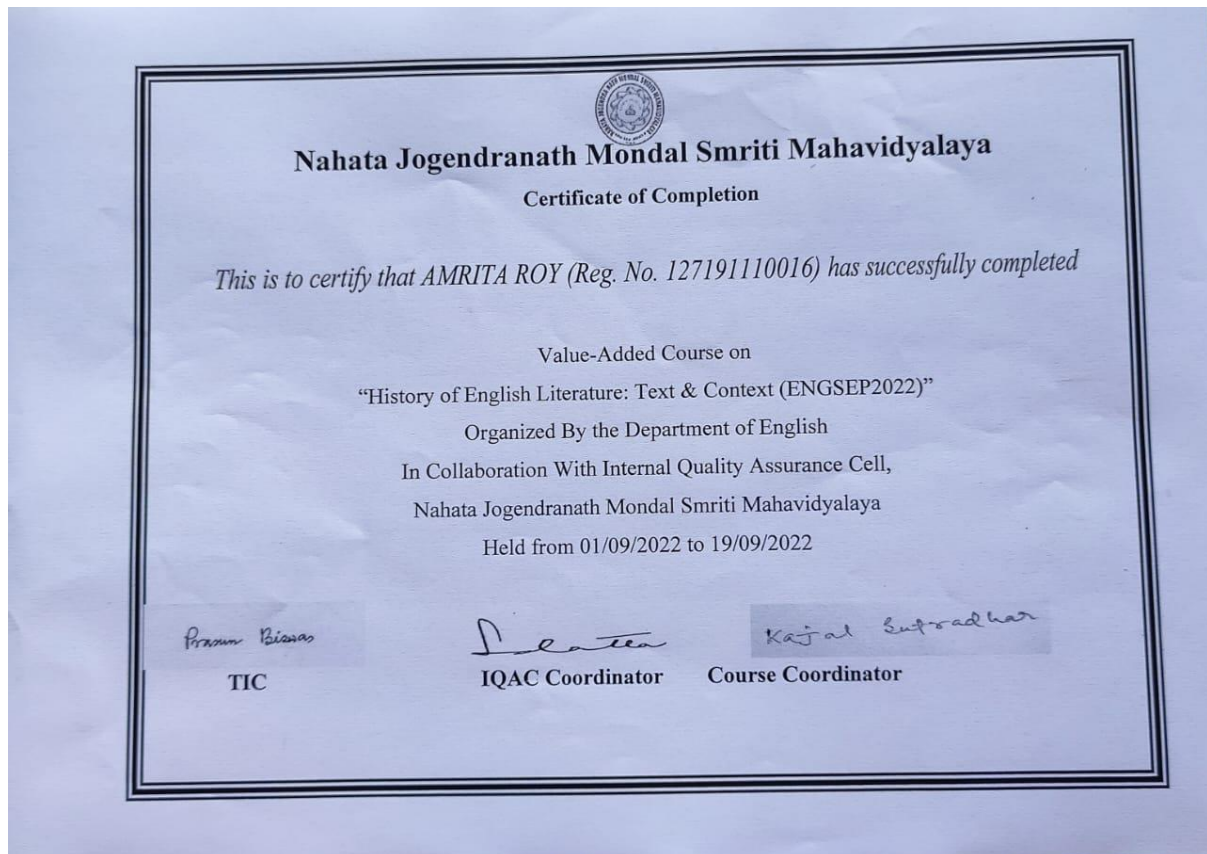 Nahata Jogendranath Mondal Smriti Mahavidyalaya
Certificate of Completion
This is to certify that AMRITA ROY (Reg. No. 127191110016) has successfully completed
Value-Added Course on
“History of English Literature: Text & Context (ENGSEP2022)”
Organized By the Department of English
In Collaboration With Internal Quality Assurance Cell,
Nahata Jogendranath Mondal Smriti Mahavidyalaya
Held from 01/09/2022 to 19/09/2022
Prasun Biswas
Kajal Sutradhar
TIC
IQAC Coordinator
Course Coordinator